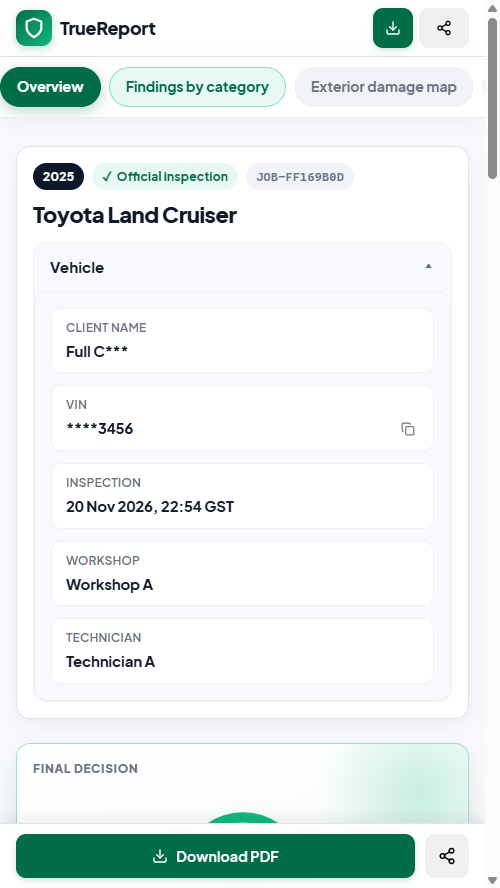 TrueReport
Overview
Findings by category
Exterior damage map
2025
✓ Official inspection
JOB-FF169B0D
Toyota Land Cruiser
Vehicle
CLIENT NAME
Full C***
VIN
****3456
INSPECTION
20 Nov 2026, 22:54 GST
WORKSHOP
Workshop A
TECHNICIAN
Technician A
FINAL DECISION
Download PDF